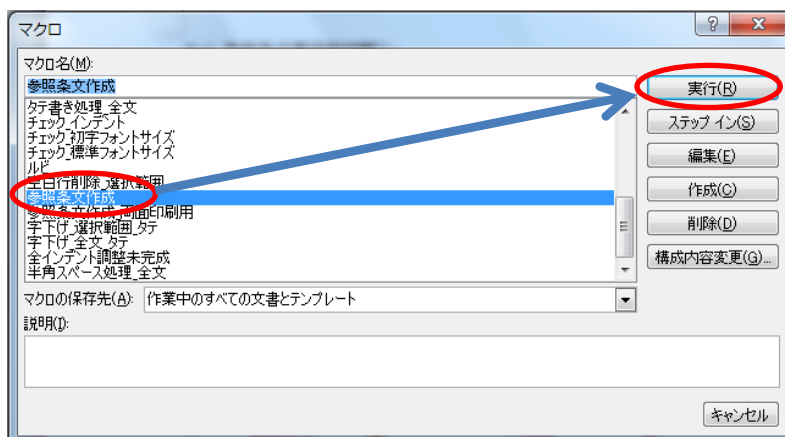 マクロ
マクロ名(M):
参照条文作成
タテ書き処理_全文
チェック_インデント
チェック_初字フォントサイズ
チェック_標準フォントサイズ
ルビ
空白行削除_選択範囲
参照条文作成
参照条文作成_両面印刷用
字下げ_選択範囲_タテ
字下げ_全文_タテ
全インデント調整未完成
半角スペース処理_全文
マクロの保存先(A): 作業中のすべての文書とテンプレート
説明(I):
実行(R)
ステップ イン(S)
編集(E)
作成(C)
削除(D)
構成内容変更(G)...
キャンセル